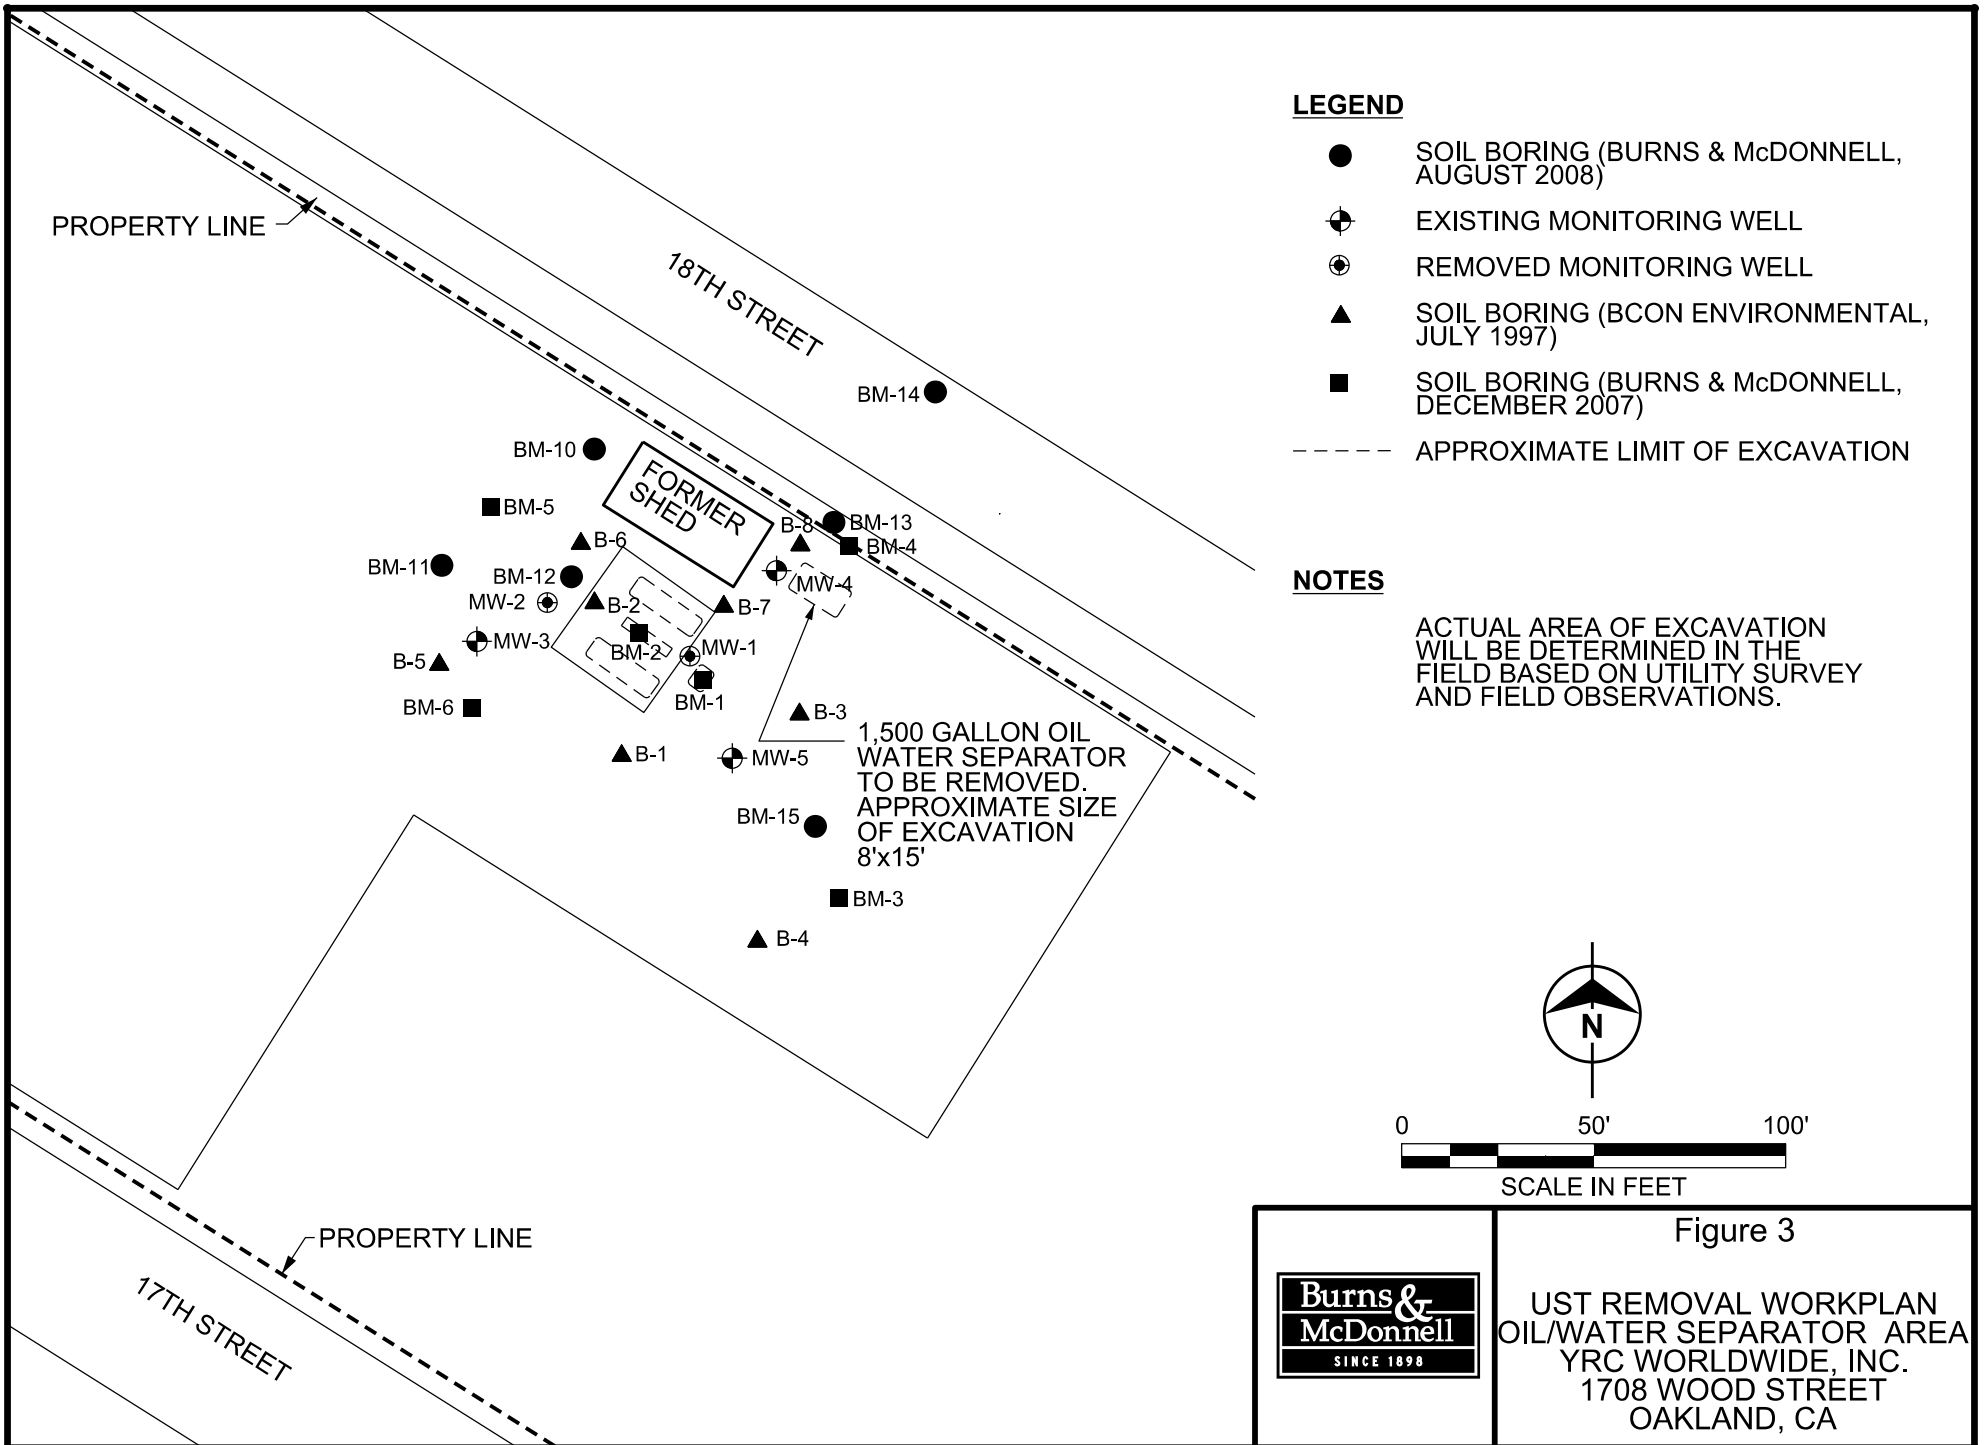 LEGEND
SOIL BORING (BURNS & McDONNELL,
AUGUST 2008)
EXISTING MONITORING WELL
REMOVED MONITORING WELL
SOIL BORING (BCON ENVIRONMENTAL,
JULY 1997)
SOIL BORING (BURNS & McDONNELL,
DECEMBER 2007)
APPROXIMATE LIMIT OF EXCAVATION
NOTES
ACTUAL AREA OF EXCAVATION
WILL BE DETERMINED IN THE
FIELD BASED ON UTILITY SURVEY
AND FIELD OBSERVATIONS.
PROPERTY LINE
18TH STREET
BM-14
BM-10
FORMER
SHED
BM-5
B-8
BM-13
BM-4
B-6
BM-11
BM-12
MW-4
MW-2
B-2
B-7
MW-3
BM-2
MW-1
B-5
BM-6
BM-1
B-3
B-1
MW-5
1,500 GALLON OIL
WATER SEPARATOR
TO BE REMOVED.
APPROXIMATE SIZE
OF EXCAVATION
8'x15'
BM-15
BM-3
B-4
PROPERTY LINE
17TH STREET
N
0 50' 100'
SCALE IN FEET
Burns &
McDonnell
SINCE 1898
Figure 3
UST REMOVAL WORKPLAN
OIL/WATER SEPARATOR AREA
YRC WORLDWIDE, INC.
1708 WOOD STREET
OAKLAND, CA